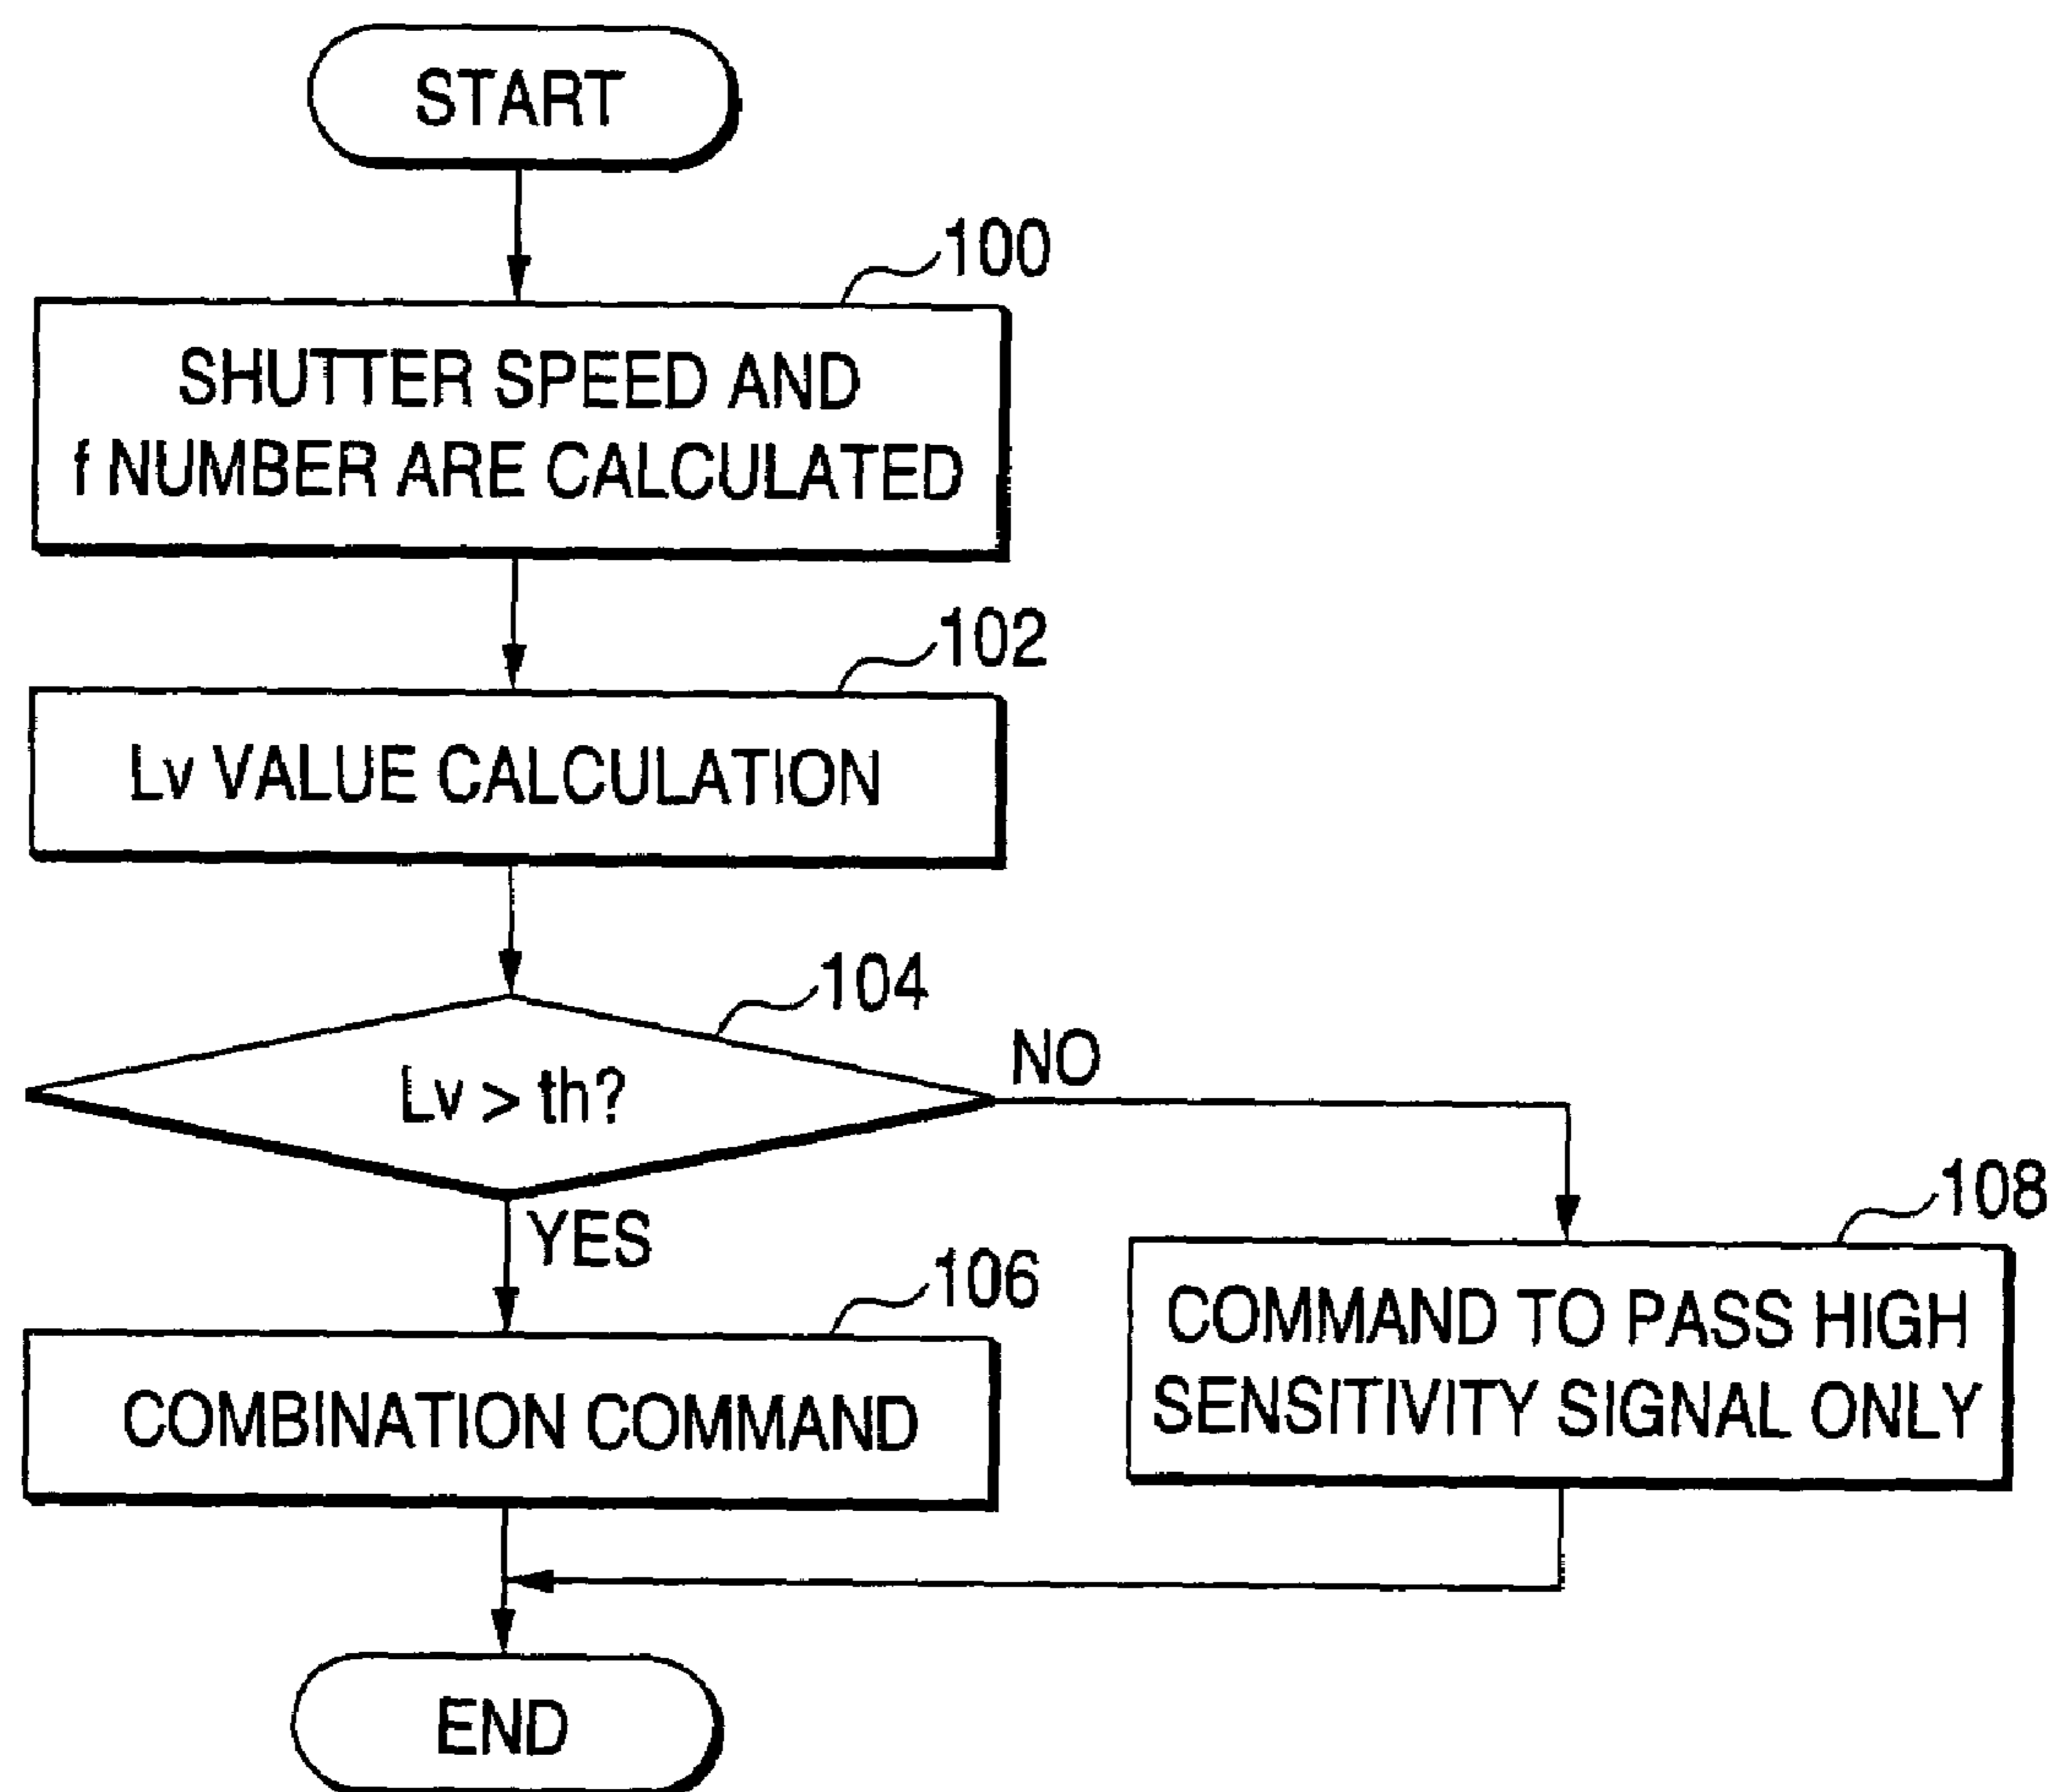 START
100
SHUTTER SPEED AND
f NUMBER ARE CALCULATED
102
Lv VALUE CALCULATION
104
Lv > th?
NO
YES
108
COMMAND TO PASS HIGH
SENSITIVITY SIGNAL ONLY
106
COMBINATION COMMAND
END